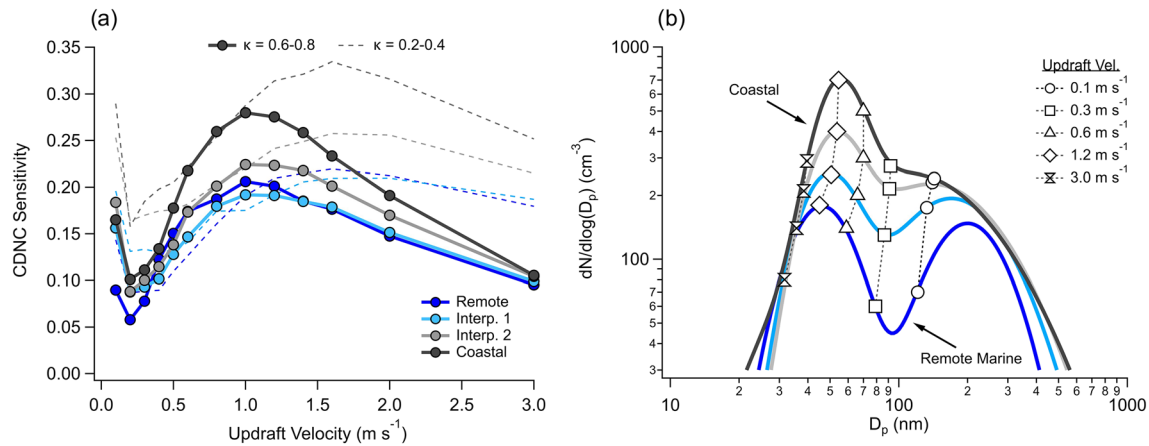 (a)
κ = 0.6-0.8
κ = 0.2-0.4
0.35
0.30
0.25
0.20
0.15
0.10
0.05
0.00
CDNC Sensitivity
Remote
Interp. 1
Interp. 2
Coastal
0.0 0.5 1.0 1.5 2.0 2.5 3.0
Updraft Velocity (m s⁻¹)
(b)
1000
7
6
5
4
3
2
100
7
6
5
4
3
dN/dlog(Dₚ) (cm⁻³)
Coastal
Remote Marine
Updraft Vel.
0.1 m s⁻¹
0.3 m s⁻¹
0.6 m s⁻¹
1.2 m s⁻¹
3.0 m s⁻¹
10 2 3 4 5 6 7 8 9 100 2 3 4 5 6 7 8 9 1000
Dₚ (nm)